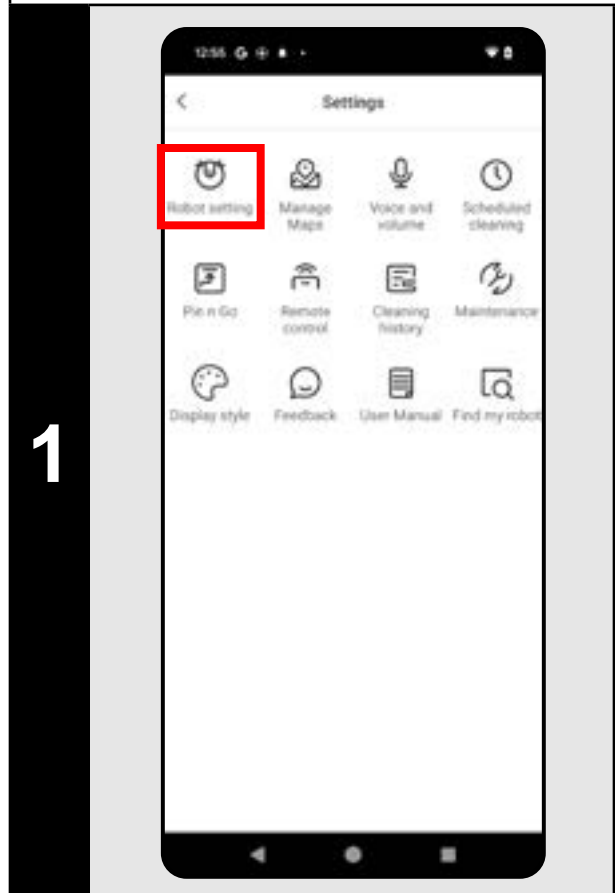 12:55 G
Settings
Robot setting
Manage
Maps
Voice and
volume
Scheduled
cleaning
Pin n Go
Remote
control
Cleaning
history
Maintenance
Display style
Feedback
User Manual
Find my robot
1